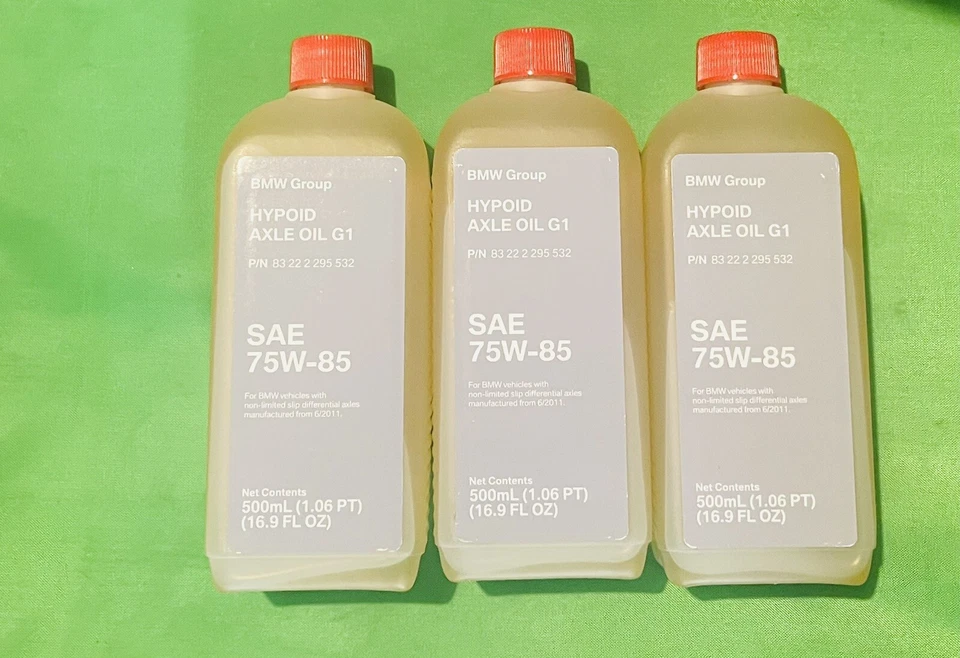 BMW Group
HYPOID
AXLE OIL G1
P/N 83 22 2 295 532
SAE
75W-85
For BMW vehicles with
non-limited slip differential axles
manufactured from 6/2011.
Net Contents
500mL (1.06 PT)
(16.9 FL OZ)
BMW Group
HYPOID
AXLE OIL G1
P/N 83 22 2 295 532
SAE
75W-85
For BMW vehicles with
non-limited slip differential axles
manufactured from 6/2011.
Net Contents
500mL (1.06 PT)
(16.9 FL OZ)
BMW Group
HYPOID
AXLE OIL G1
P/N 83 22 2 295 532
SAE
75W-85
For BMW vehicles with
non-limited slip differential axles
manufactured from 6/2011.
Net Contents
500mL (1.06 PT)
(16.9 FL OZ)